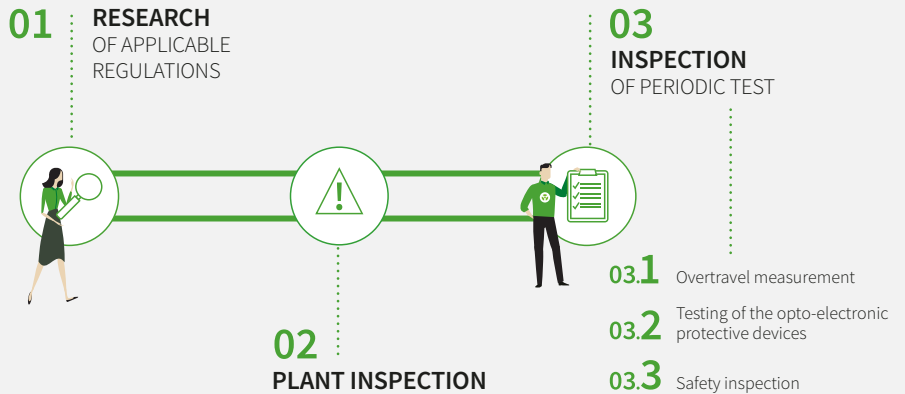 01
RESEARCH
OF APPLICABLE
REGULATIONS
02
PLANT INSPECTION
03
INSPECTION
OF PERIODIC TEST
03.1 Overtravel measurement
03.2 Testing of the opto-electronic
protective devices
03.3 Safety inspection